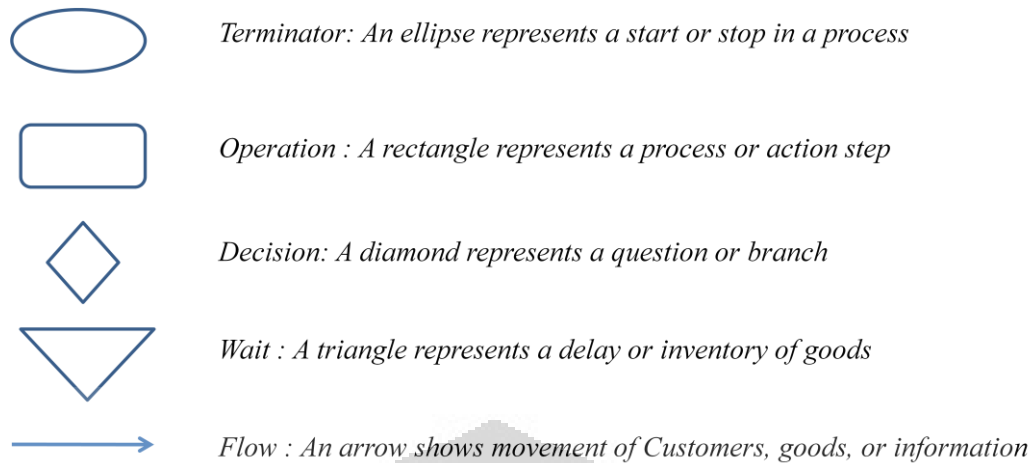 Terminator: An ellipse represents a start or stop in a process
Operation : A rectangle represents a process or action step
Decision: A diamond represents a question or branch
Wait : A triangle represents a delay or inventory of goods
Flow : An arrow shows movement of Customers, goods, or information